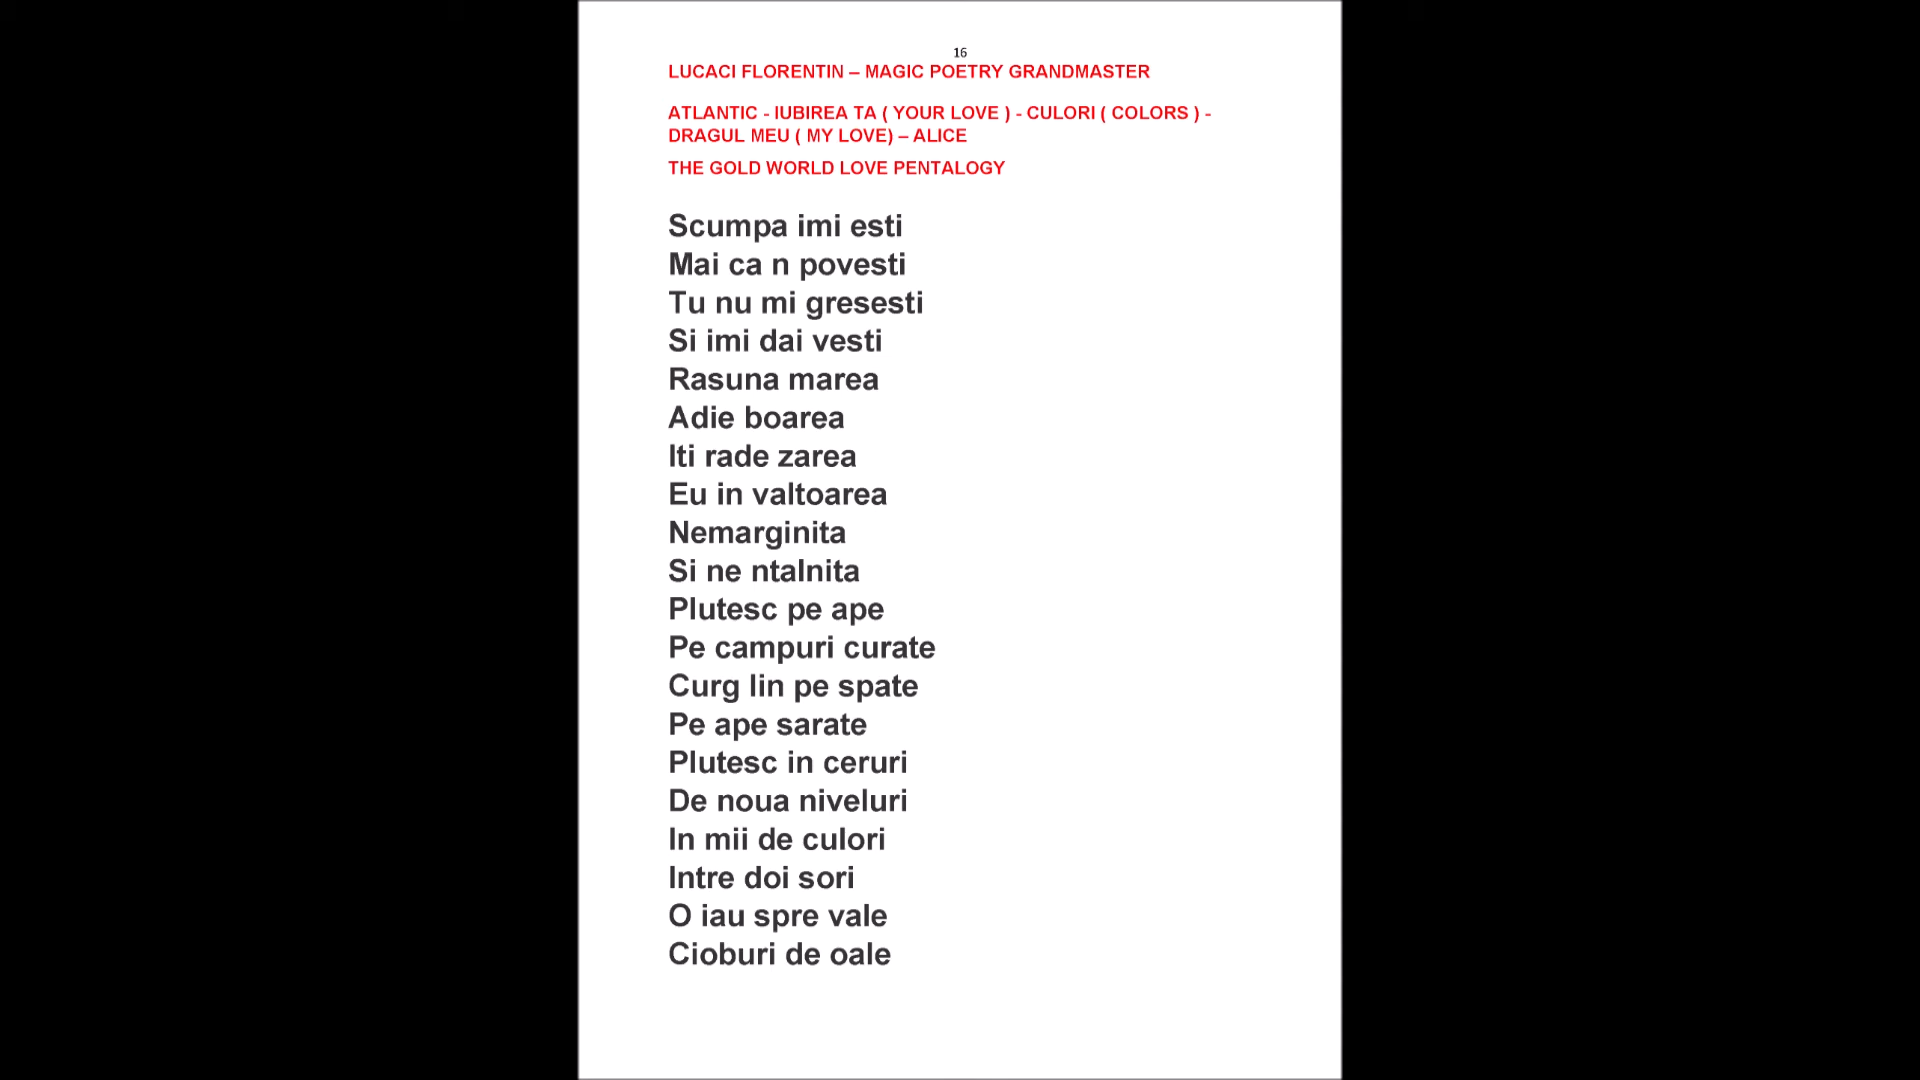 16
LUCACI FLORENTIN – MAGIC POETRY GRANDMASTER
ATLANTIC - IUBIREA TA ( YOUR LOVE ) - CULORI ( COLORS ) -
DRAGUL MEU ( MY LOVE) – ALICE
THE GOLD WORLD LOVE PENTALOGY
Scumpa imi esti
Mai ca n povesti
Tu nu mi gresesti
Si imi dai vesti
Rasuna marea
Adie boarea
Iti rade zarea
Eu in valtoarea
Nemarginita
Si ne ntalnita
Plutesc pe ape
Pe campuri curate
Curg lin pe spate
Pe ape sarate
Plutesc in ceruri
De noua niveluri
In mii de culori
Intre doi sori
O iau spre vale
Cioburi de oale